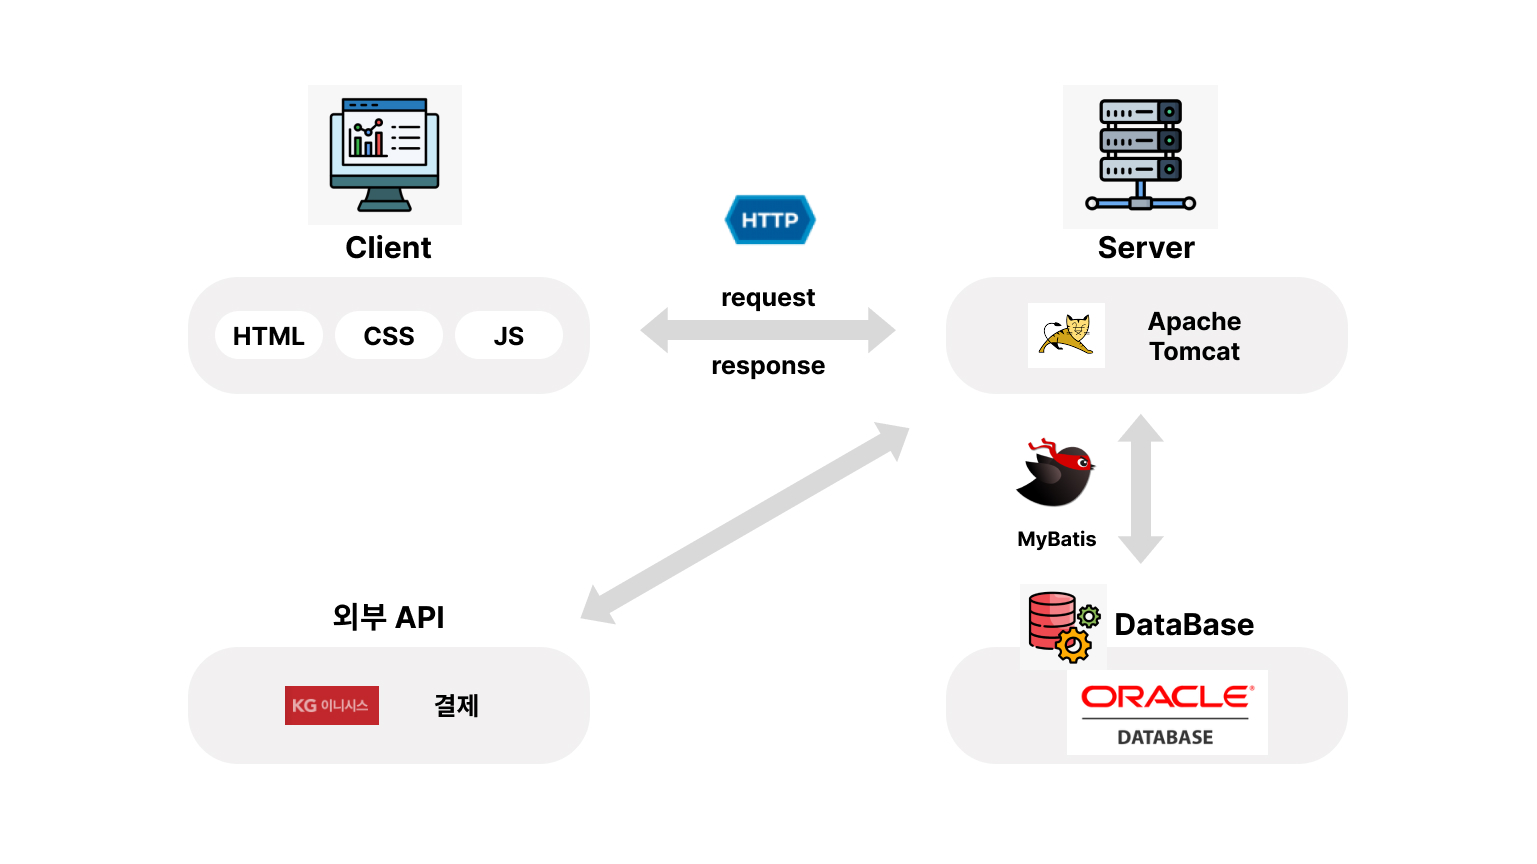 Client
HTML
CSS
JS
HTTP
request
response
Server
Apache
Tomcat
MyBatis
외부 API
KG 이니시스
결제
DataBase
ORACLE®
DATABASE